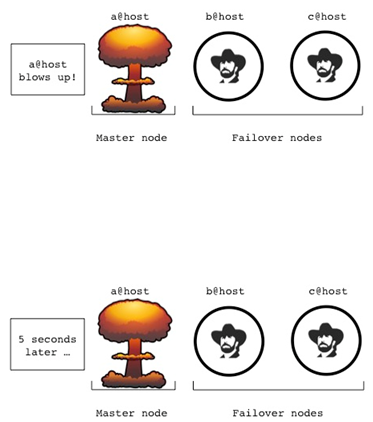 a@host
b@host
c@host
a@host
blows up!
Master node
Failover nodes
a@host
b@host
c@host
5 seconds
later …
Master node
Failover nodes